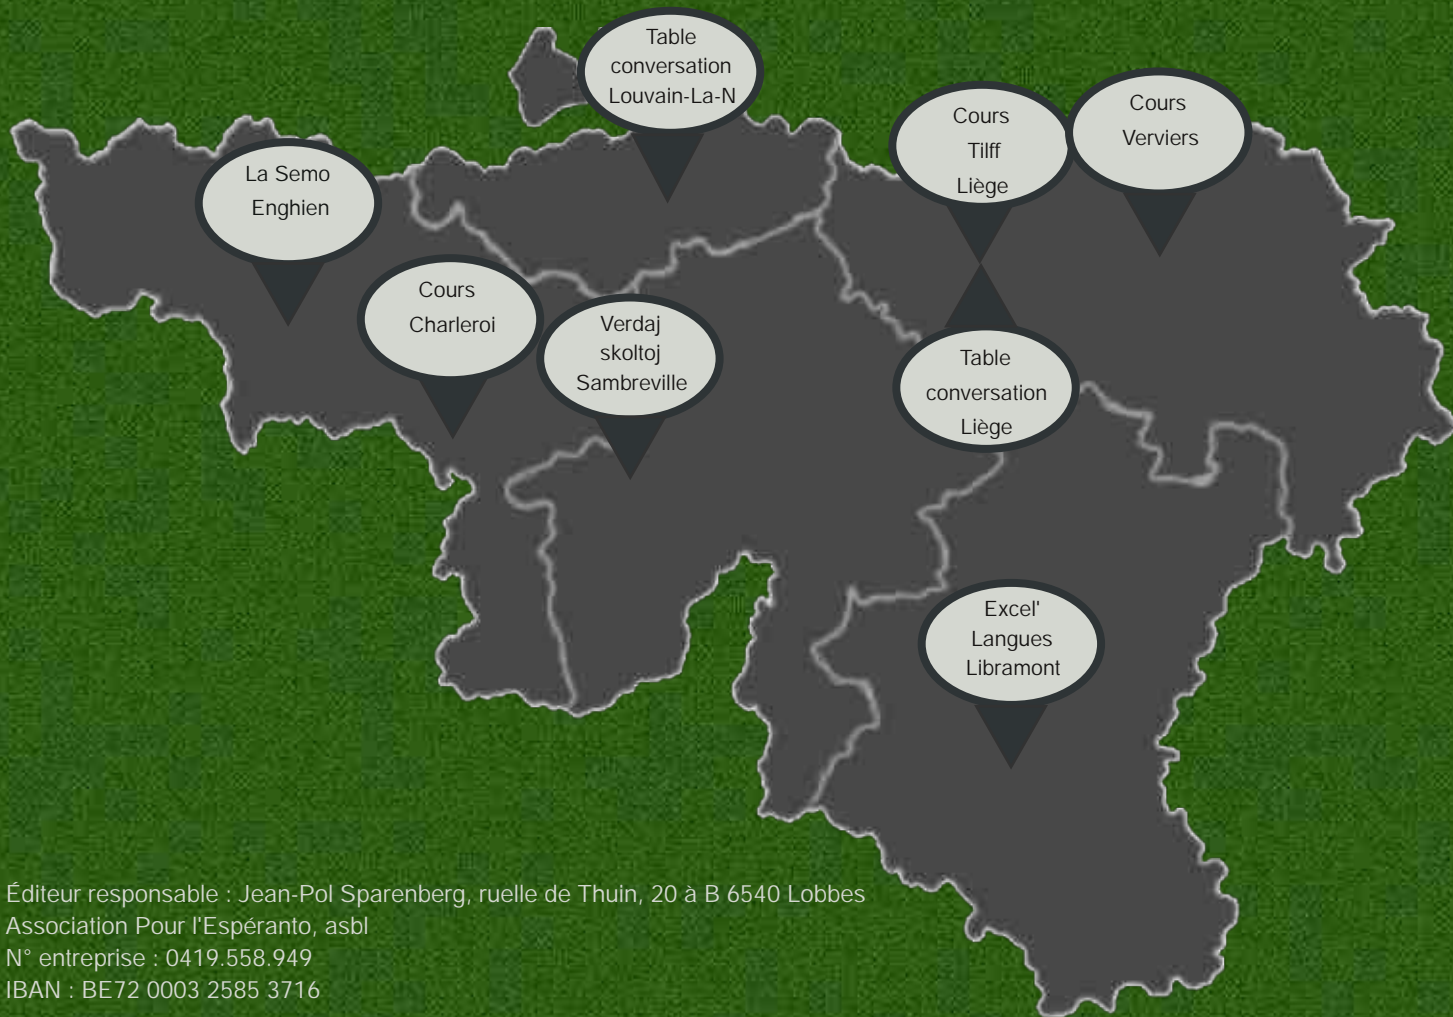 Table
conversation
Louvain-La-N
Cours
Tilff
Liège
Cours
Verviers
La Semo
Enghien
Cours
Charleroi
Verdaj
skoltoj
Sambreville
Table
conversation
Liège
Excel'
Langues
Libramont
Éditeur responsable : Jean-Pol Sparenberg, ruelle de Thuin, 20 à B 6540 Lobbes
Association Pour l'Espéranto, asbl
N° entreprise : 0419.558.949
IBAN : BE72 0003 2585 3716